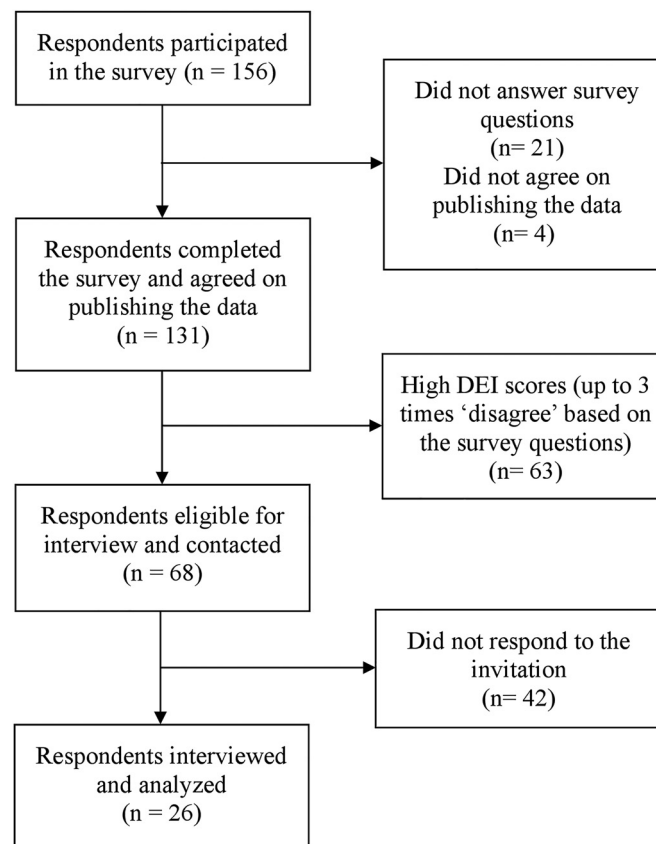 Respondents participated
in the survey (n = 156)
Did not answer survey
questions
(n= 21)
Did not agree on
publishing the data
(n= 4)
Respondents completed
the survey and agreed on
publishing the data
(n = 131)
High DEI scores (up to 3
times ‘disagree’ based on
the survey questions)
(n= 63)
Respondents eligible for
interview and contacted
(n = 68)
Did not respond to the
invitation
(n= 42)
Respondents interviewed
and analyzed
(n = 26)